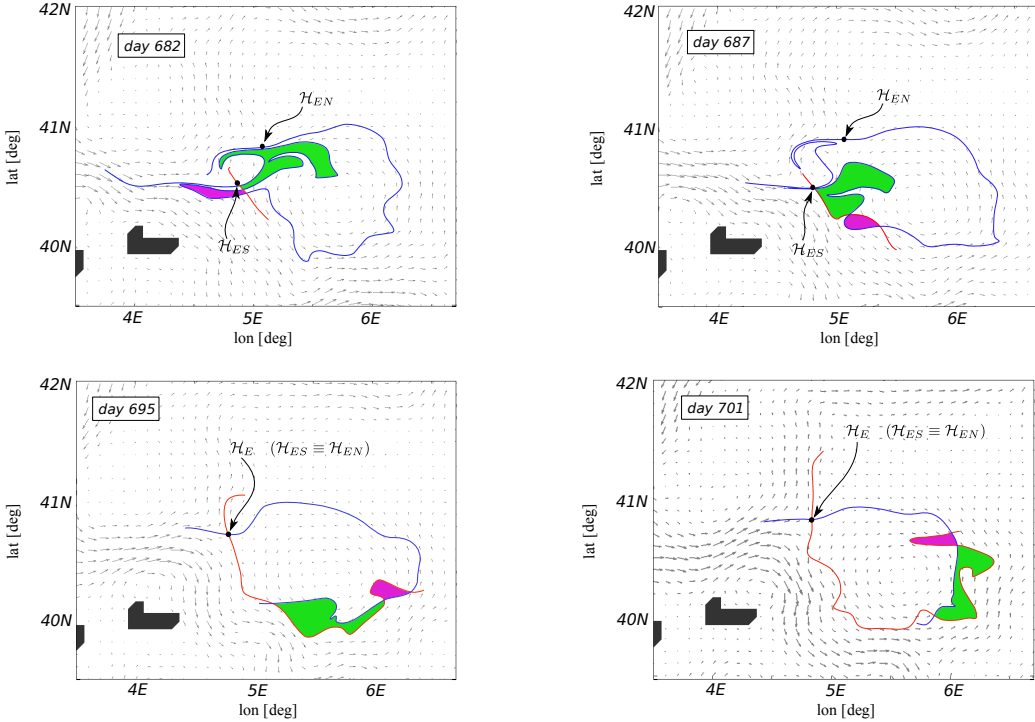 42N
day 682
ℋ_EN
41N
lat [deg]
ℋ_ES
40N
4E 5E 6E
lon [deg]
42N
day 687
ℋ_EN
41N
lat [deg]
ℋ_ES
40N
4E 5E 6E
lon [deg]
42N
day 695
ℋ_E (ℋ_ES ≡ ℋ_EN)
41N
lat [deg]
40N
4E 5E 6E
lon [deg]
42N
day 701
ℋ_E (ℋ_ES ≡ ℋ_EN)
41N
lat [deg]
40N
4E 5E 6E
lon [deg]